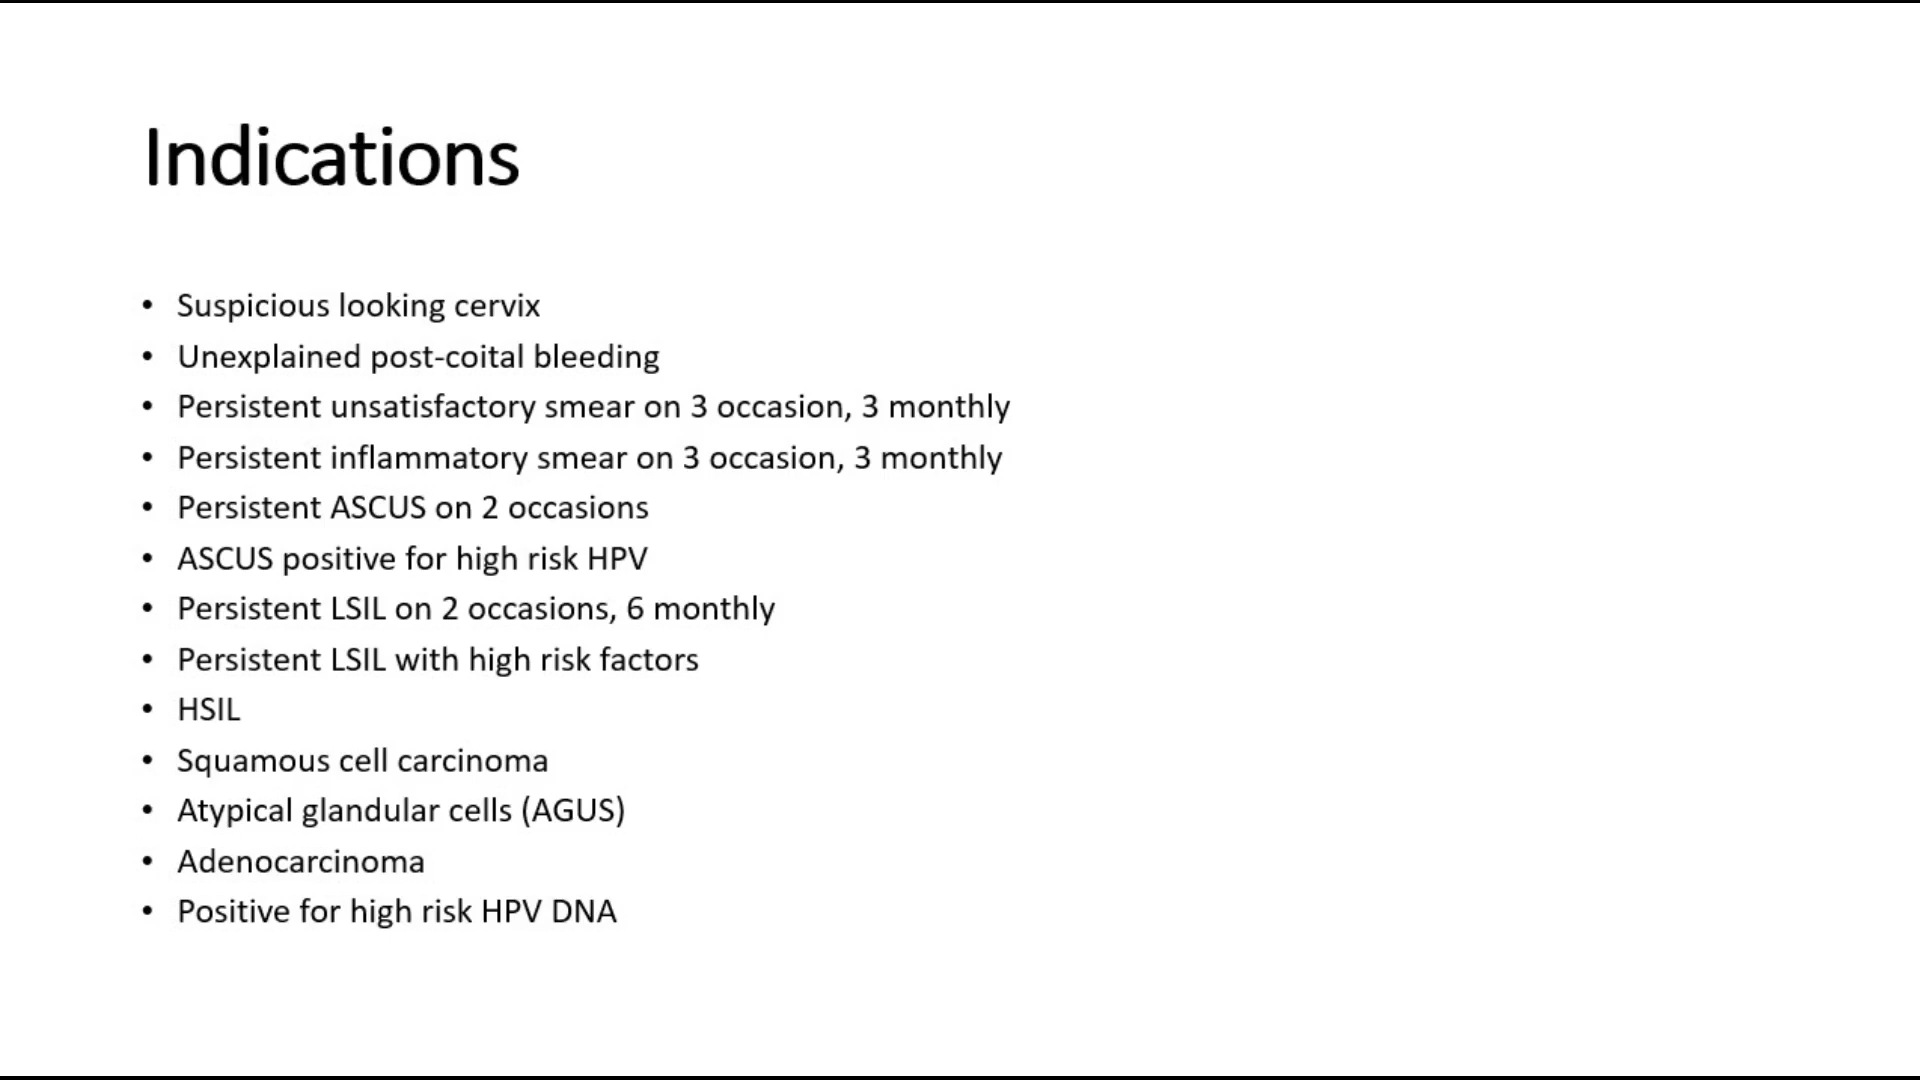 Indications
• Suspicious looking cervix
• Unexplained post-coital bleeding
• Persistent unsatisfactory smear on 3 occasion, 3 monthly
• Persistent inflammatory smear on 3 occasion, 3 monthly
• Persistent ASCUS on 2 occasions
• ASCUS positive for high risk HPV
• Persistent LSIL on 2 occasions, 6 monthly
• Persistent LSIL with high risk factors
• HSIL
• Squamous cell carcinoma
• Atypical glandular cells (AGUS)
• Adenocarcinoma
• Positive for high risk HPV DNA